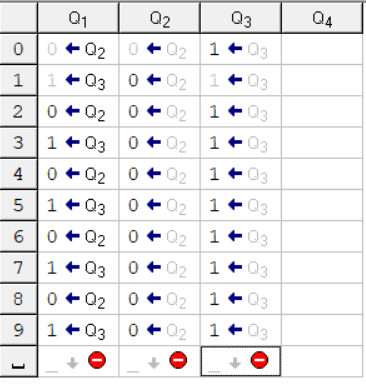 Q1 Q2 Q3 Q4
0 0 ← Q2 0 ← Q2 1 ← Q3
1 1 ← Q3 0 ← Q2 1 ← Q3
2 0 ← Q2 0 ← Q2 1 ← Q3
3 1 ← Q3 0 ← Q2 1 ← Q3
4 0 ← Q2 0 ← Q2 1 ← Q3
5 1 ← Q3 0 ← Q2 1 ← Q3
6 0 ← Q2 0 ← Q2 1 ← Q3
7 1 ← Q3 0 ← Q2 1 ← Q3
8 0 ← Q2 0 ← Q2 1 ← Q3
9 1 ← Q3 0 ← Q2 1 ← Q3
␣ _ ↓ ⛔ _ ↓ ⛔ _ ↓ ⛔